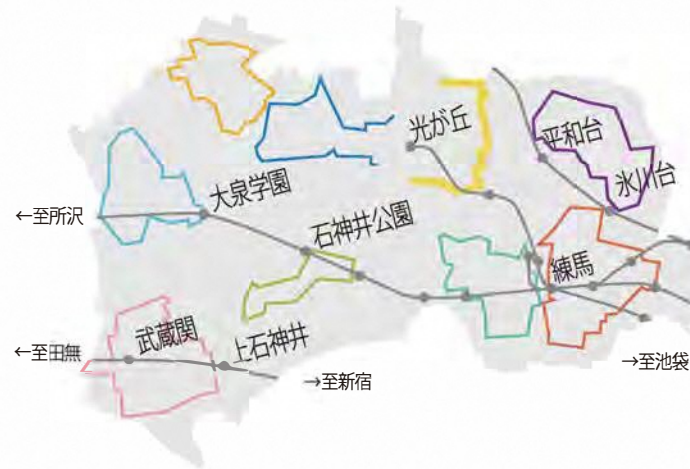 光が丘
平和台
氷川台
大泉学園
←至所沢
石神井公園
練馬
武蔵関
上石神井
←至田無
→至新宿
→至池袋